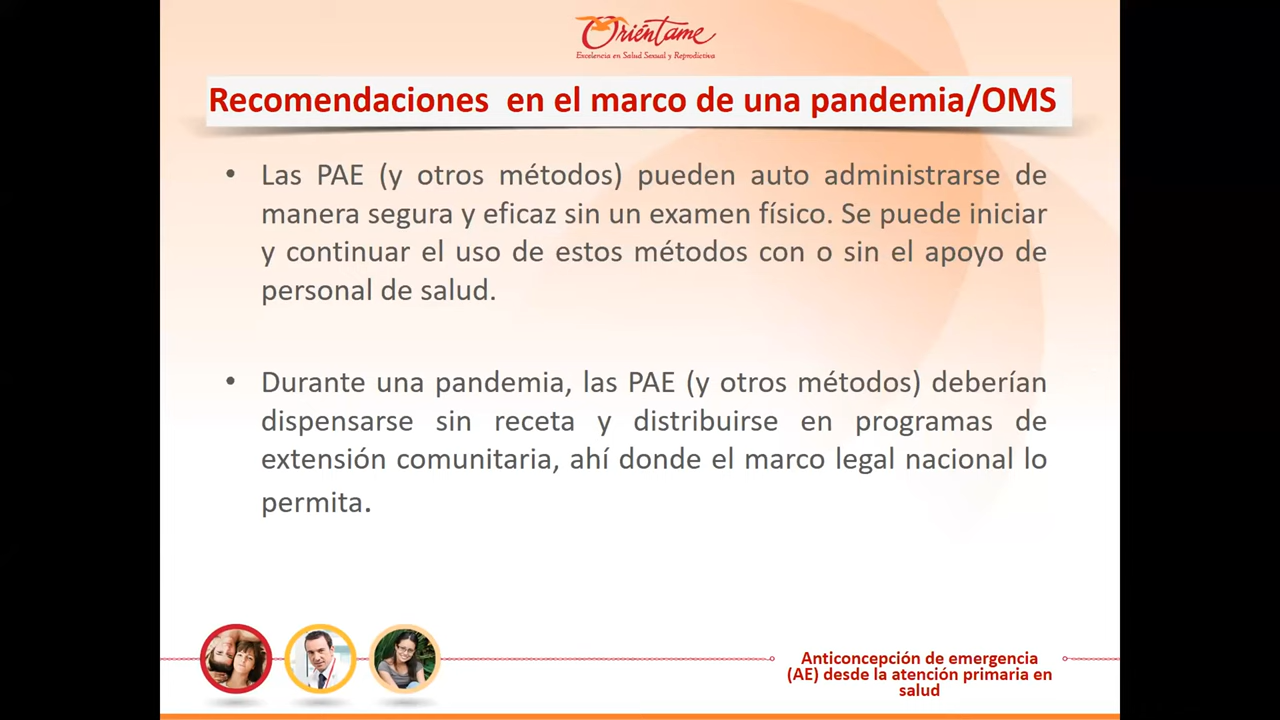 Oriéntame
Excelencia en Salud Sexual y Reproductiva
Recomendaciones en el marco de una pandemia/OMS
• Las PAE (y otros métodos) pueden auto administrarse de
manera segura y eficaz sin un examen físico. Se puede iniciar
y continuar el uso de estos métodos con o sin el apoyo de
personal de salud.
• Durante una pandemia, las PAE (y otros métodos) deberían
dispensarse sin receta y distribuirse en programas de
extensión comunitaria, ahí donde el marco legal nacional lo
permita.
Anticoncepción de emergencia
(AE) desde la atención primaria en
salud